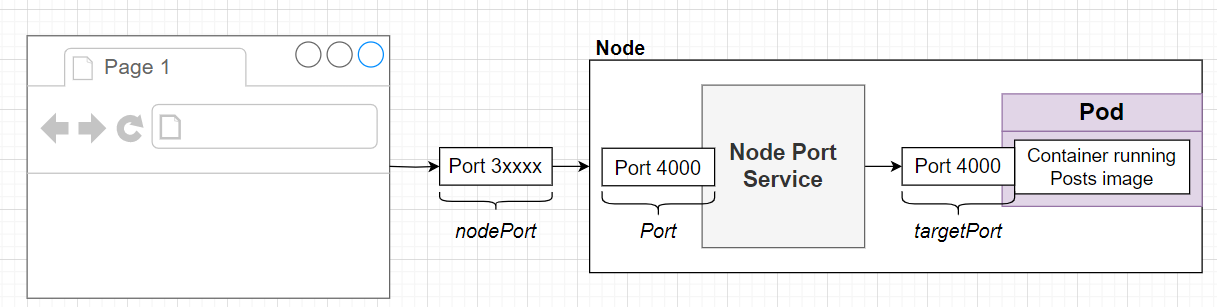 Page 1
Node
Port 3xxxx
nodePort
Port 4000
Port
Node Port
Service
Port 4000
targetPort
Pod
Container running
Posts image